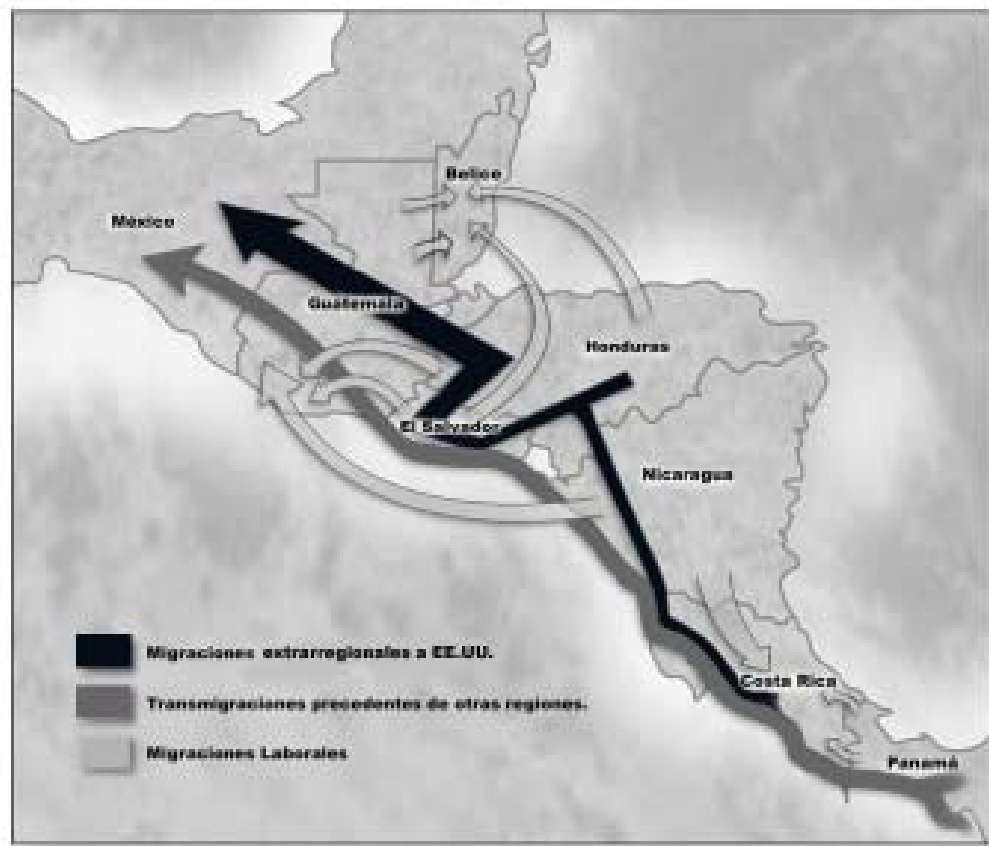 Belice
México
Guatemala
Honduras
El Salvador
Nicaragua
Migraciones extrarregionales a EE.UU.
Costa Rica
Transmigraciones precedentes de otras regiones.
Migraciones Laborales
Panamá